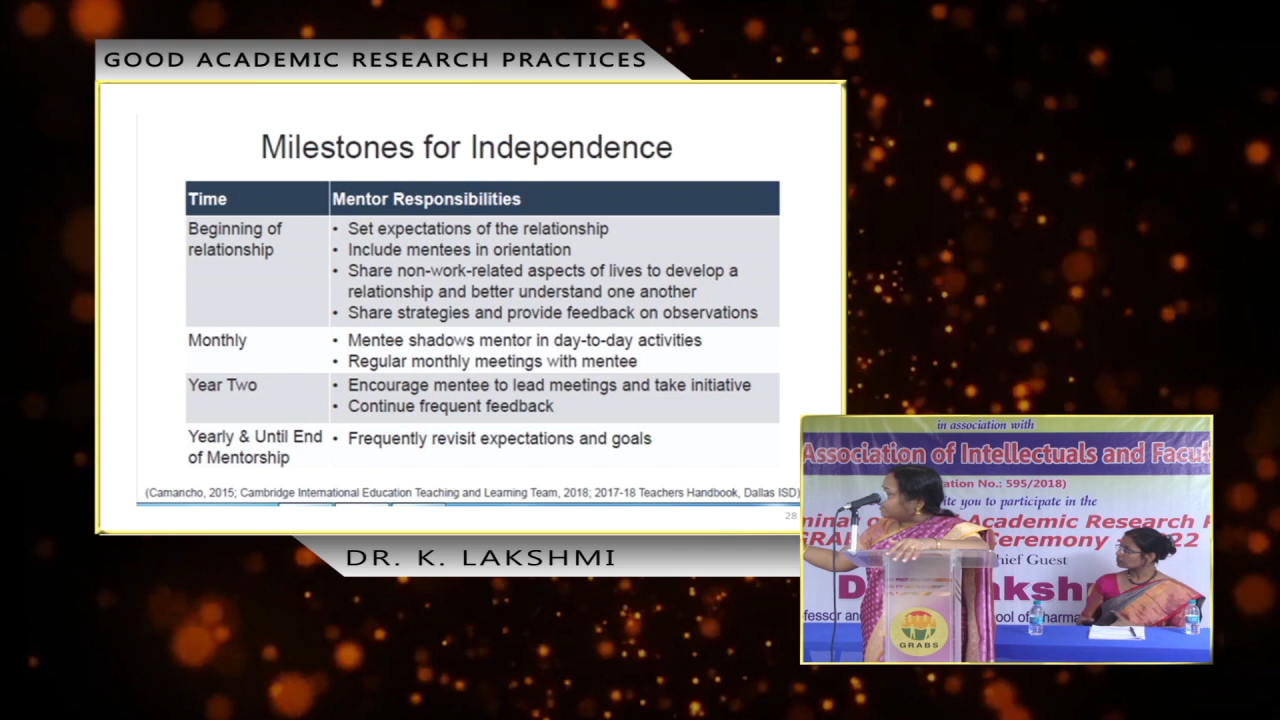 GOOD ACADEMIC RESEARCH PRACTICES
Milestones for Independence
Time Mentor Responsibilities
Beginning of
relationship
• Set expectations of the relationship
• Include mentees in orientation
• Share non-work-related aspects of lives to develop a
relationship and better understand one another
• Share strategies and provide feedback on observations
Monthly
• Mentee shadows mentor in day-to-day activities
• Regular monthly meetings with mentee
Year Two
• Encourage mentee to lead meetings and take initiative
• Continue frequent feedback
Yearly & Until End
of Mentorship
• Frequently revisit expectations and goals
(Camancho, 2015; Cambridge International Education Teaching and Learning Team, 2018; 2017-18 Teachers Handbook, Dallas ISD)
28
DR. K. LAKSHMI
in association with
Association of Intellectuals and Facul
ation No.: 595/2018)
ite you to participate in the
minar o Academic Research P
GRAB Ceremony 22
hief Guest
D akshm
fessor an ool of harma
GRABS